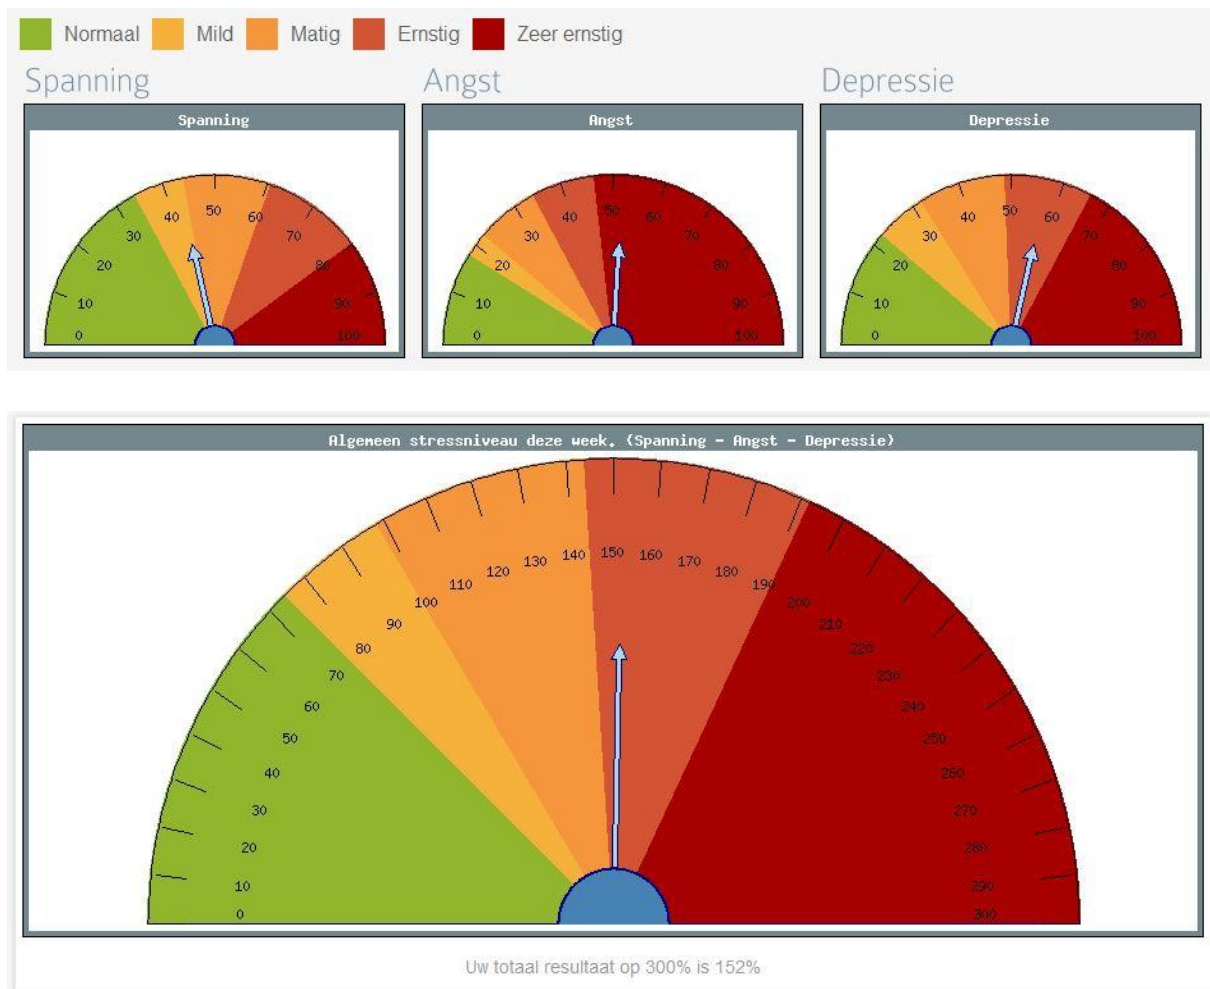 Normaal Mild Matig Ernstig Zeer ernstig
Spanning Angst Depressie
Spanning
0 10 20 30 40 50 60 70 80 90 100
Angst
0 10 20 30 40 50 60 70 80 90 100
Depressie
0 10 20 30 40 50 60 70 80 90 100
Algemeen stressniveau deze week. (Spanning - Angst - Depressie)
0 10 20 30 40 50 60 70 80 90 100 110 120 130 140 150 160 170 180 190 200 210 220 230 240 250 260 270 280 290 300
Uw totaal resultaat op 300% is 152%